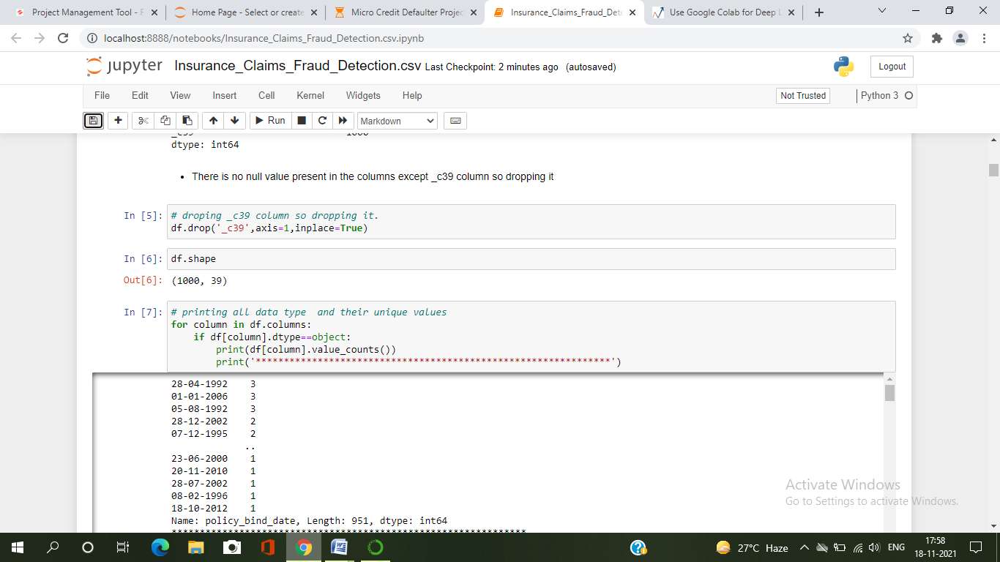 Project Management Tool - F
Home Page - Select or create
Micro Credit Defaulter Projec
Insurance_Claims_Fraud_Dete
Use Google Colab for Deep L
localhost:8888/notebooks/Insurance_Claims_Fraud_Detection.csv.ipynb
jupyter Insurance_Claims_Fraud_Detection.csv Last Checkpoint: 2 minutes ago (autosaved)
Logout
File Edit View Insert Cell Kernel Widgets Help
Not Trusted
Python 3
Run
Markdown
_c39 1000
dtype: int64
• There is no null value present in the columns except _c39 column so dropping it
In [5]: # droping _c39 column so dropping it.
df.drop('_c39',axis=1,inplace=True)
In [6]: df.shape
Out[6]: (1000, 39)
In [7]: # printing all data type  and their unique values
for column in df.columns:
    if df[column].dtype==object:
        print(df[column].value_counts())
        print('***************************************************************')
28-04-1992    3
01-01-2006    3
05-08-1992    3
28-12-2002    2
07-12-1995    2
..
23-06-2000    1
20-11-2010    1
28-07-2002    1
08-02-1996    1
18-10-2012    1
Name: policy_bind_date, Length: 951, dtype: int64
***************************************************************
Activate Windows
Go to Settings to activate Windows.
27°C Haze
ENG
17:58
18-11-2021